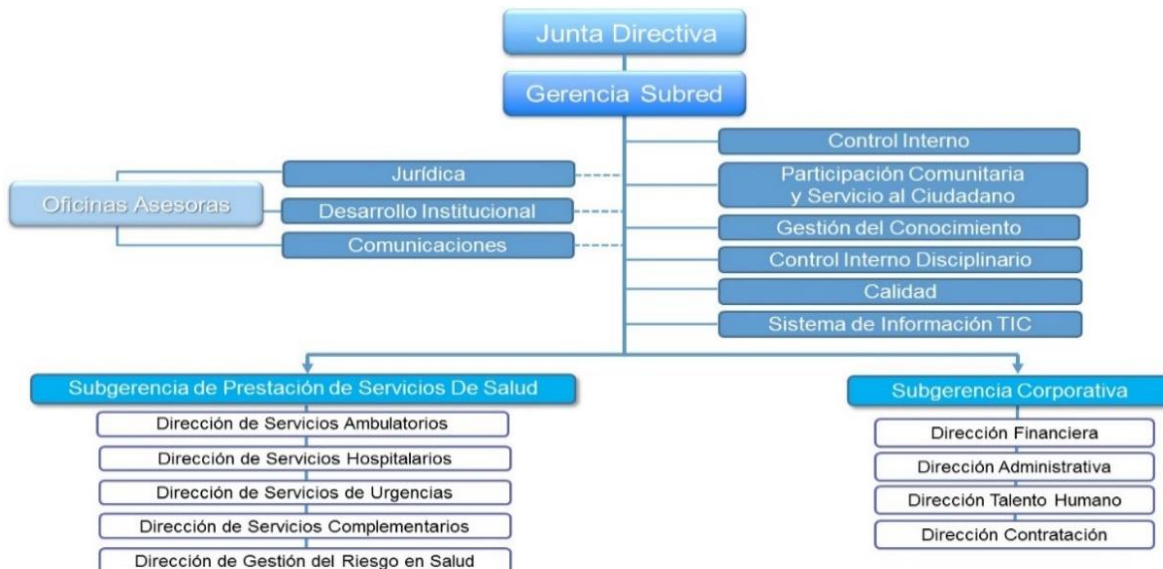 Junta Directiva
Gerencia Subred
Oficinas Asesoras
Jurídica
Desarrollo Institucional
Comunicaciones
Control Interno
Participación Comunitaria
y Servicio al Ciudadano
Gestión del Conocimiento
Control Interno Disciplinario
Calidad
Sistema de Información TIC
Subgerencia de Prestación de Servicios De Salud
Dirección de Servicios Ambulatorios
Dirección de Servicios Hospitalarios
Dirección de Servicios de Urgencias
Dirección de Servicios Complementarios
Dirección de Gestión del Riesgo en Salud
Subgerencia Corporativa
Dirección Financiera
Dirección Administrativa
Dirección Talento Humano
Dirección Contratación